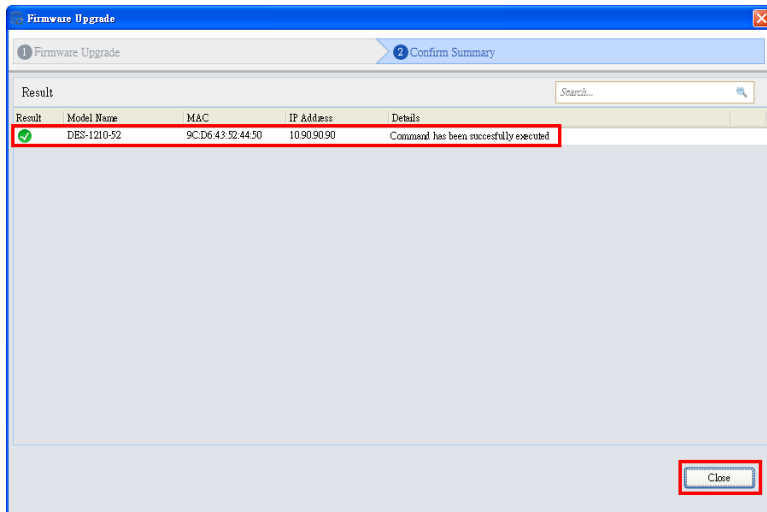 Firmware Upgrade
1 Firmware Upgrade
2 Confirm Summary
Result
Search...
Result Model Name MAC IP Address Details
DES-1210-52 9C:D6:43:52:44:50 10.90.90.90 Command has been succesfully executed
Close